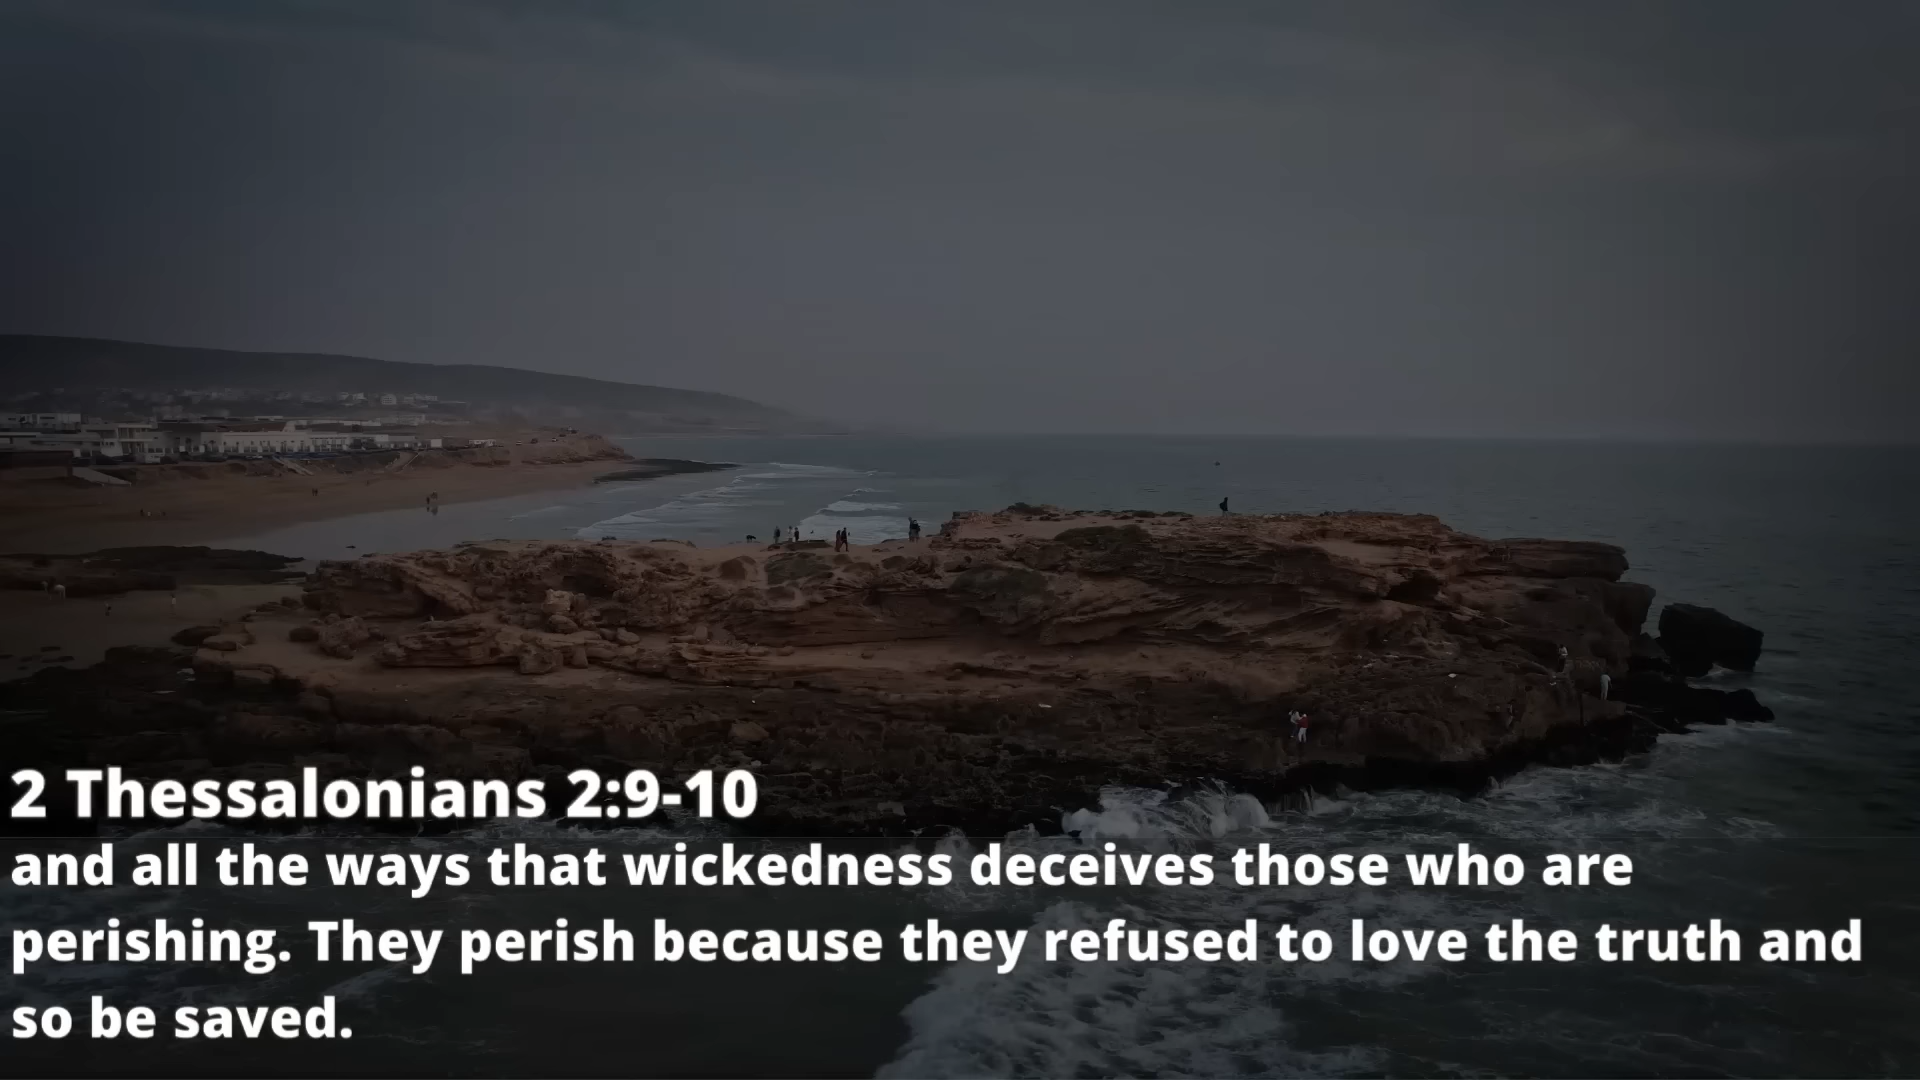 2 Thessalonians 2:9-10
and all the ways that wickedness deceives those who are
perishing. They perish because they refused to love the truth and
so be saved.